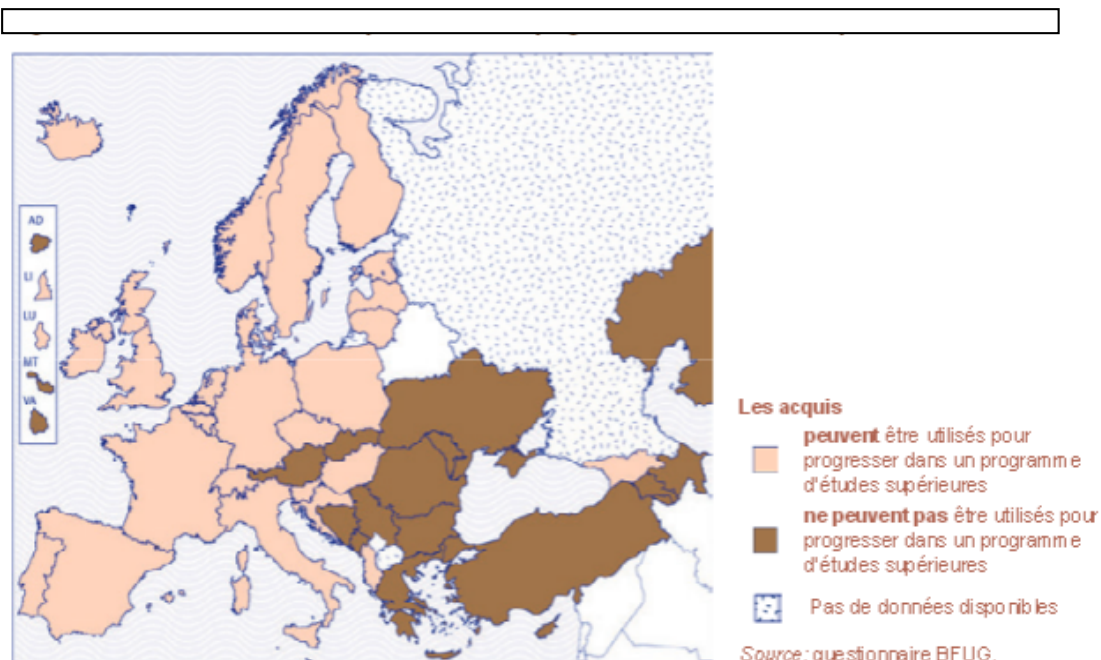 AD
LI
LU
MT
VA
Les acquis
peuvent être utilisés pour
progresser dans un programme
d'études supérieures
ne peuvent pas être utilisés pour
progresser dans un programme
d'études supérieures
Pas de données disponibles
Source: questionnaire BFUG.